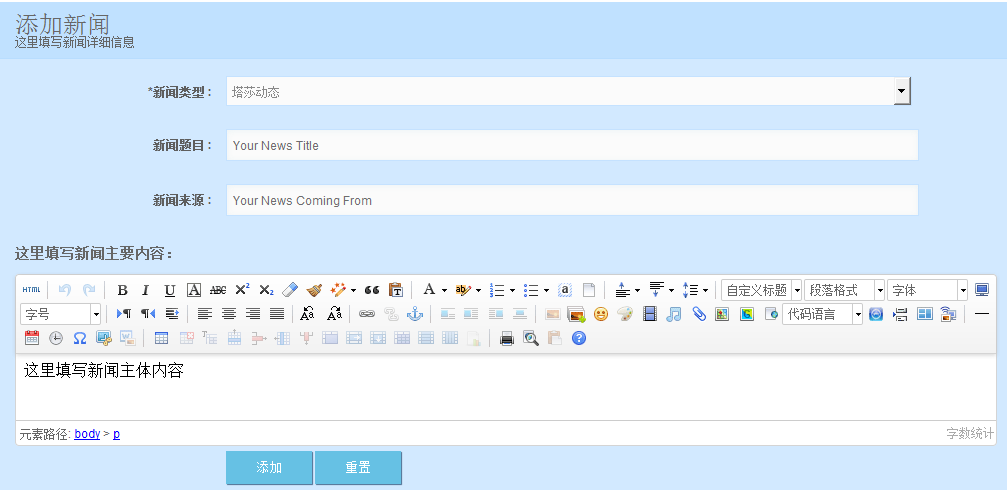 添加新闻
这里填写新闻详细信息
*新闻类型：
塔莎动态
新闻题目：
Your News Title
新闻来源：
Your News Coming From
这里填写新闻主要内容：
HTML B I U A ABC X² X₂ T A ab a 自定义标题 段落格式 字体
字号 代码语言
这里填写新闻主体内容
元素路径: body > p 字数统计
添加 重置